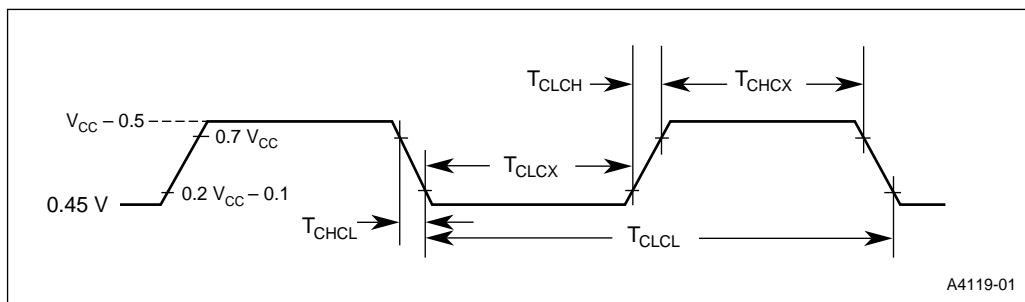 T_CLCH
T_CHCX
V_CC – 0.5
0.7 V_CC
T_CLCX
0.2 V_CC – 0.1
0.45 V
T_CHCL
T_CLCL
A4119-01